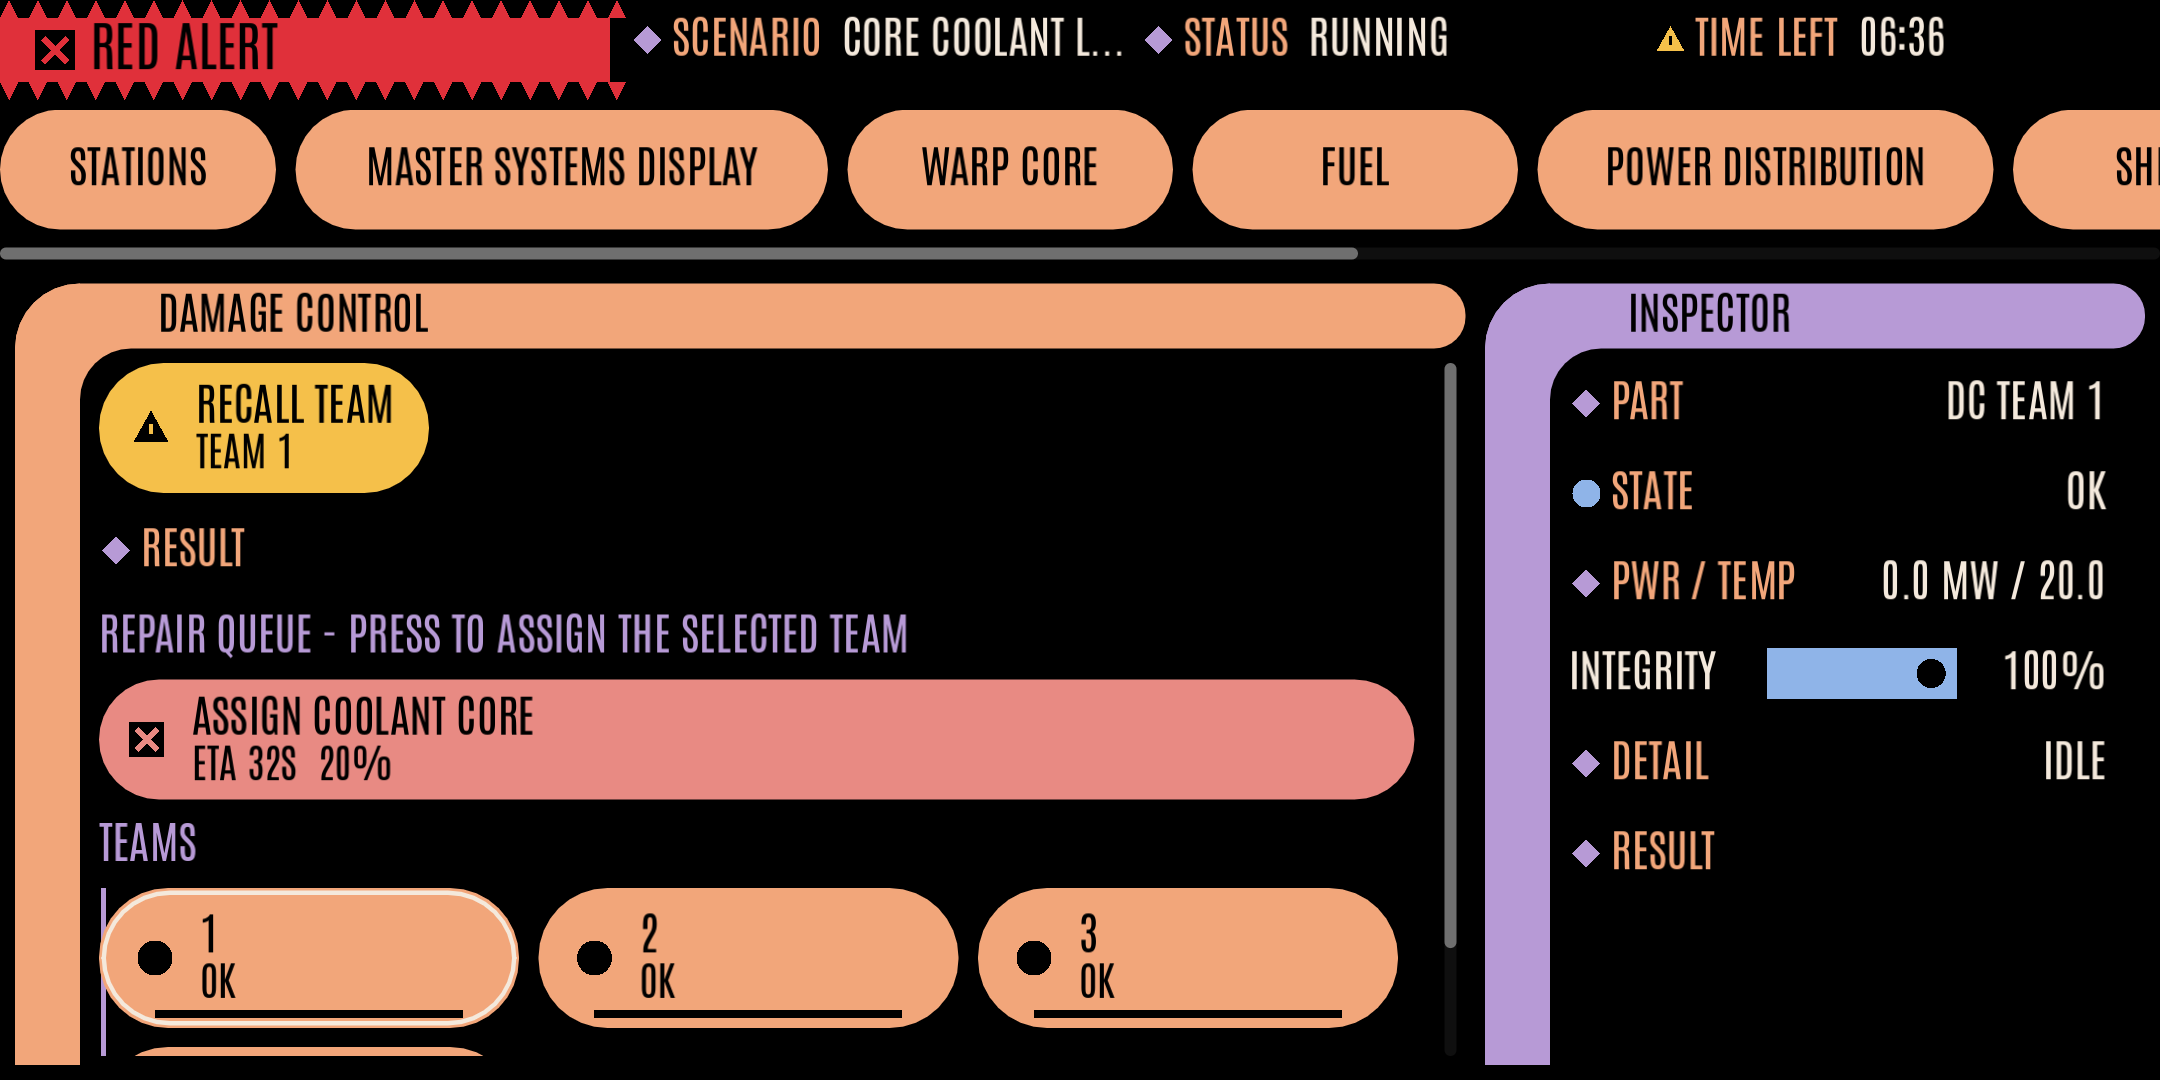 RED ALERT
SCENARIO CORE COOLANT L...
STATUS RUNNING
TIME LEFT 06:36
STATIONS
MASTER SYSTEMS DISPLAY
WARP CORE
FUEL
POWER DISTRIBUTION
DAMAGE CONTROL
RECALL TEAM
TEAM 1
RESULT
REPAIR QUEUE - PRESS TO ASSIGN THE SELECTED TEAM
ASSIGN COOLANT CORE
ETA 32S 20%
TEAMS
1
OK
2
OK
3
OK
INSPECTOR
PART DC TEAM 1
STATE OK
PWR / TEMP 0.0 MW / 20.0
INTEGRITY 100%
DETAIL IDLE
RESULT